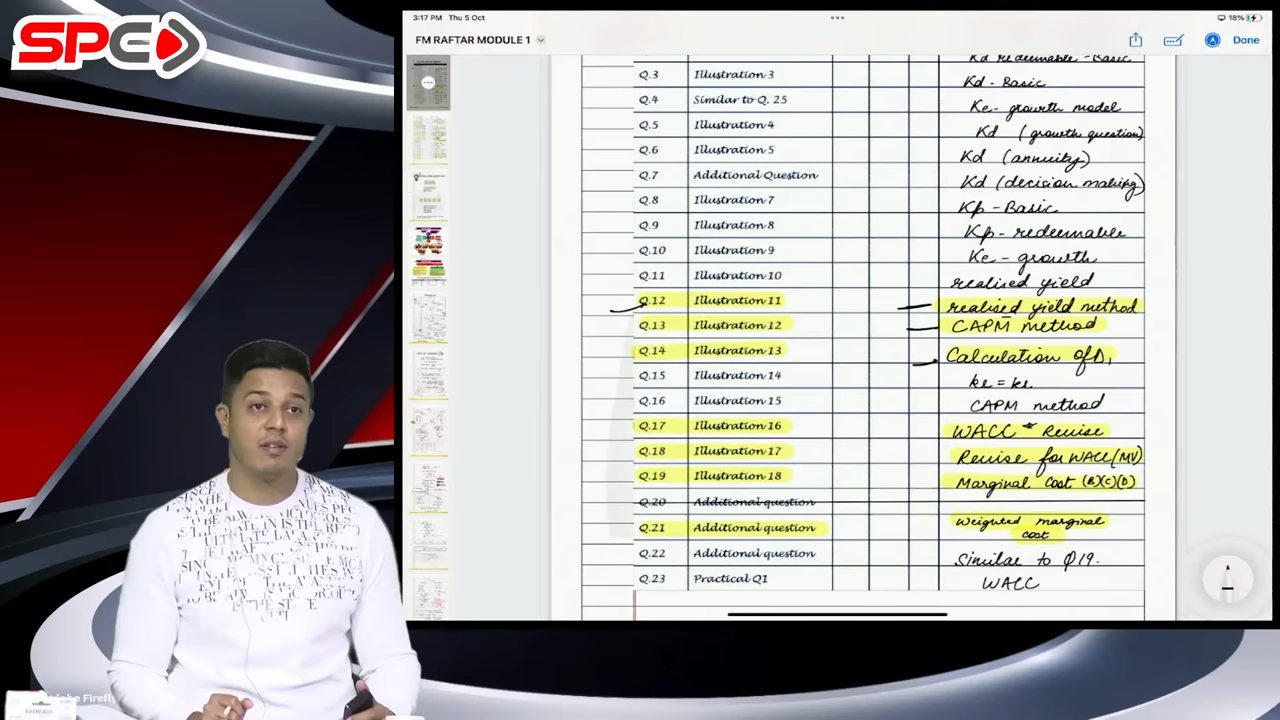 SPC
3:17 PM Thu 5 Oct
18%
FM RAFTAR MODULE 1
Done
Kd redeemable - Basic
Q.3 Illustration 3 Kd - Basic
Q.4 Similar to Q. 25 Ke - growth model
Q.5 Illustration 4 Kd (growth question)
Q.6 Illustration 5 Kd (annuity)
Q.7 Additional Question Kd (decision making)
Q.8 Illustration 7 Kp - Basic
Q.9 Illustration 8 Kp - redeemable
Q.10 Illustration 9 Ke - growth
Q.11 Illustration 10 realised yield
Q.12 Illustration 11 realised yield method
Q.13 Illustration 12 CAPM method
Q.14 Illustration 13 Calculation of D1
Q.15 Illustration 14 ke = ke
Q.16 Illustration 15 CAPM method
Q.17 Illustration 16 WACC * Revise
Q.18 Illustration 17 Revise for WACC (MV)
Q.19 Illustration 18 Marginal Cost (B)(C)(D)
Q.20 Additional question
Q.21 Additional question Weighted marginal cost
Q.22 Additional question Similar to Q19.
Q.23 Practical Q1 WACC
Firefly